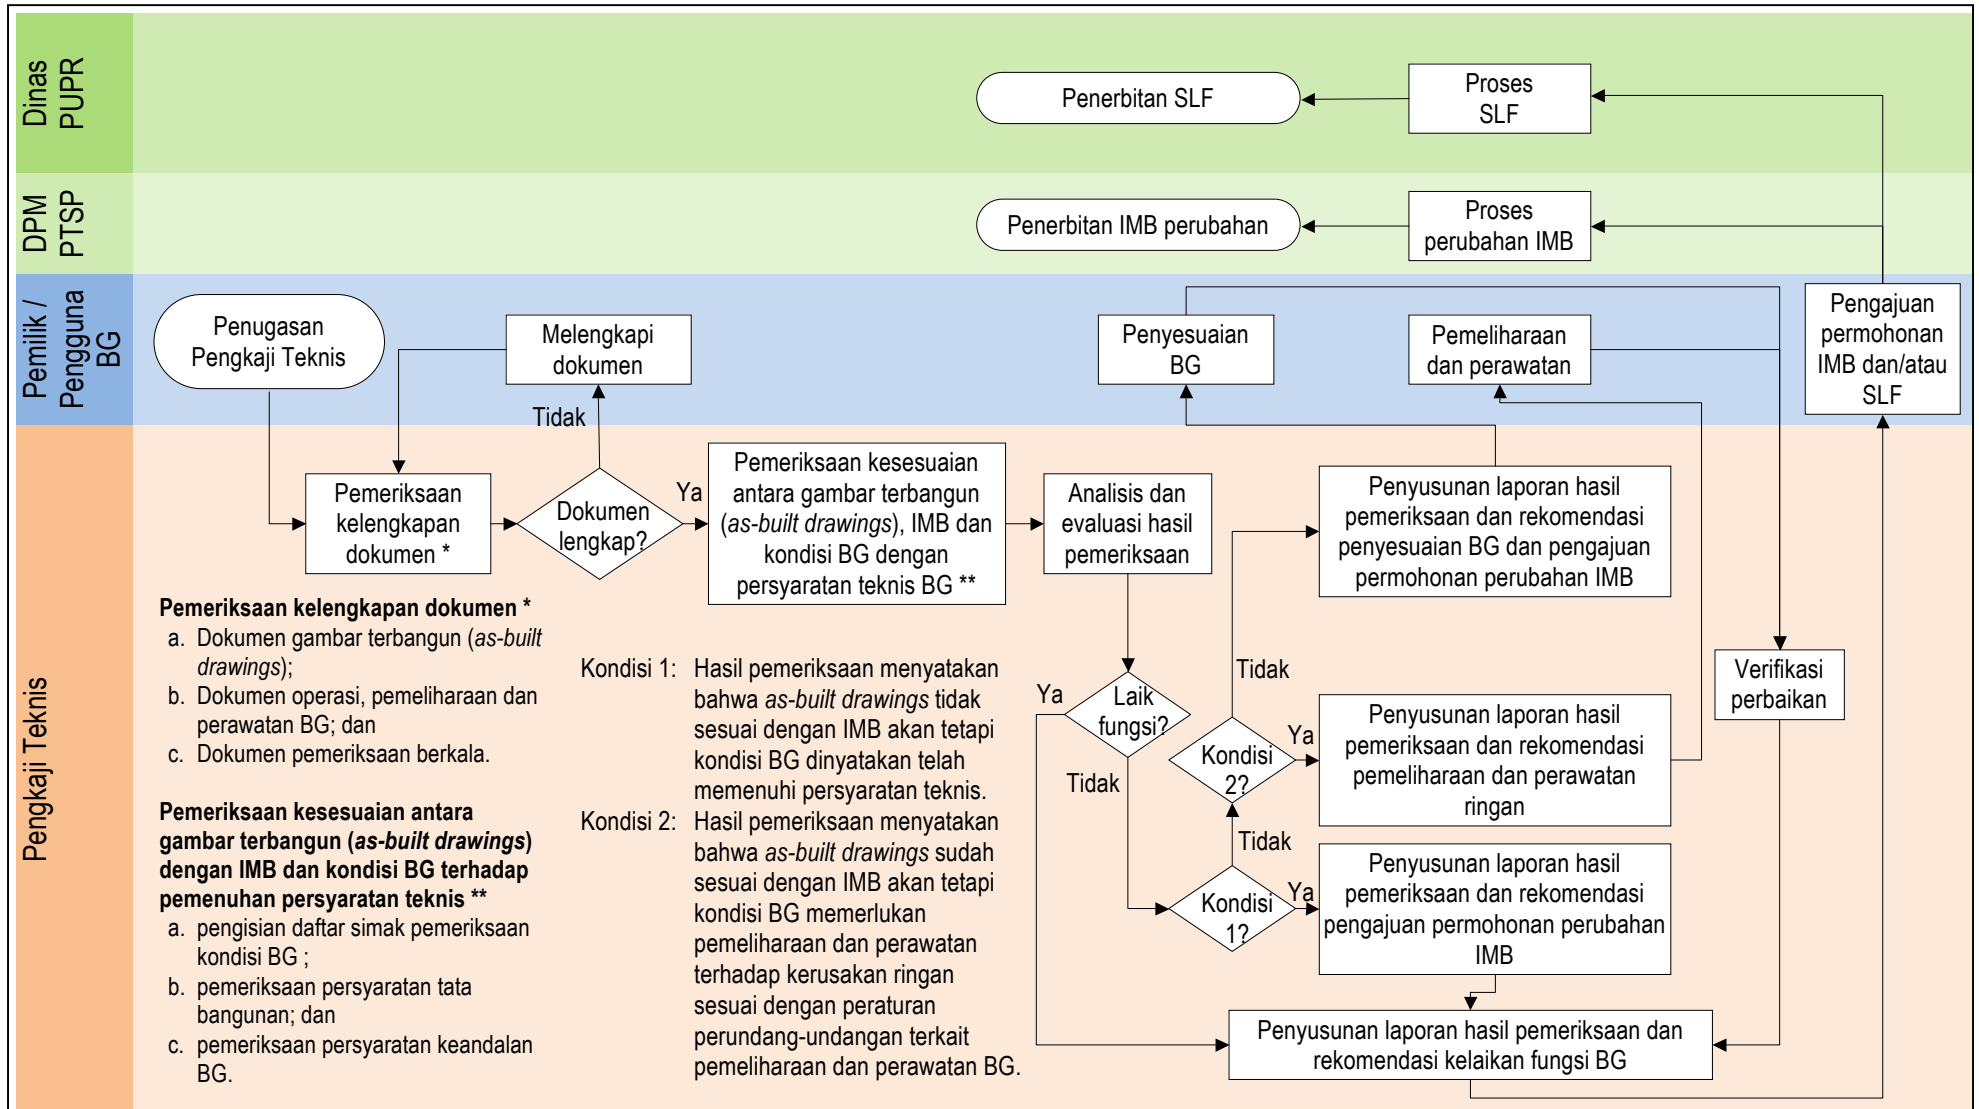 Dinas
PUPR
Penerbitan SLF
Proses
SLF
DPM
PTSP
Penerbitan IMB perubahan
Proses
perubahan IMB
Pemilik /
Pengguna
BG
Penugasan
Pengkaji Teknis
Melengkapi
dokumen
Penyesuaian
BG
Pemeliharaan
dan perawatan
Pengajuan
permohonan
IMB dan/atau
SLF
Tidak
Pengkaji Teknis
Pemeriksaan
kelengkapan
dokumen *
Dokumen
lengkap?
Ya
Pemeriksaan kesesuaian
antara gambar terbangun
(as-built drawings), IMB dan
kondisi BG dengan
persyaratan teknis BG **
Analisis dan
evaluasi hasil
pemeriksaan
Penyusunan laporan hasil
pemeriksaan dan rekomendasi
penyesuaian BG dan pengajuan
permohonan perubahan IMB
Pemeriksaan kelengkapan dokumen *
a. Dokumen gambar terbangun (as-built
drawings);
b. Dokumen operasi, pemeliharaan dan
perawatan BG; dan
c. Dokumen pemeriksaan berkala.
Pemeriksaan kesesuaian antara
gambar terbangun (as-built drawings)
dengan IMB dan kondisi BG terhadap
pemenuhan persyaratan teknis **
a. pengisian daftar simak pemeriksaan
kondisi BG ;
b. pemeriksaan persyaratan tata
bangunan; dan
c. pemeriksaan persyaratan keandalan
BG.
Kondisi 1: Hasil pemeriksaan menyatakan
bahwa as-built drawings tidak
sesuai dengan IMB akan tetapi
kondisi BG dinyatakan telah
memenuhi persyaratan teknis.
Kondisi 2: Hasil pemeriksaan menyatakan
bahwa as-built drawings sudah
sesuai dengan IMB akan tetapi
kondisi BG memerlukan
pemeliharaan dan perawatan
terhadap kerusakan ringan
sesuai dengan peraturan
perundang-undangan terkait
pemeliharaan dan perawatan BG.
Ya
Laik
fungsi?
Tidak
Tidak
Kondisi
2?
Ya
Penyusunan laporan hasil
pemeriksaan dan rekomendasi
pemeliharaan dan perawatan
ringan
Verifikasi
perbaikan
Tidak
Kondisi
1?
Ya
Penyusunan laporan hasil
pemeriksaan dan rekomendasi
pengajuan permohonan perubahan
IMB
Penyusunan laporan hasil pemeriksaan dan
rekomendasi kelaikan fungsi BG